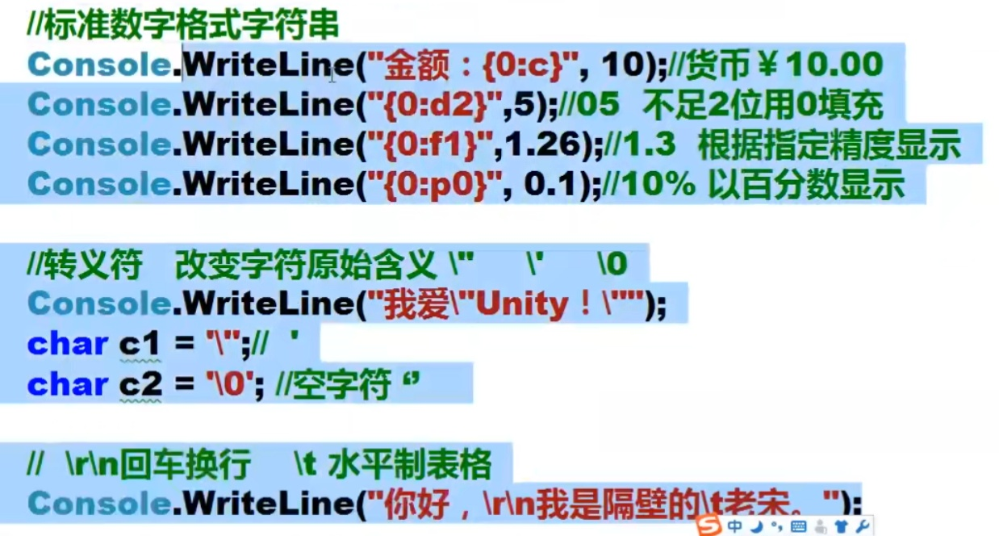 //标准数字格式字符串
Console.WriteLine("金额：{0:c}", 10);//货币￥10.00
Console.WriteLine("{0:d2}",5);//05 不足2位用0填充
Console.WriteLine("{0:f1}",1.26);//1.3 根据指定精度显示
Console.WriteLine("{0:p0}", 0.1);//10% 以百分数显示
//转义符 改变字符原始含义 \" \' \0
Console.WriteLine("我爱\"Unity！\"");
char c1 = '\'';// '
char c2 = '\0'; //空字符 ‘’
// \r\n回车换行 \t 水平制表格
Console.WriteLine("你好，\r\n我是隔壁的\t老宋。");
中